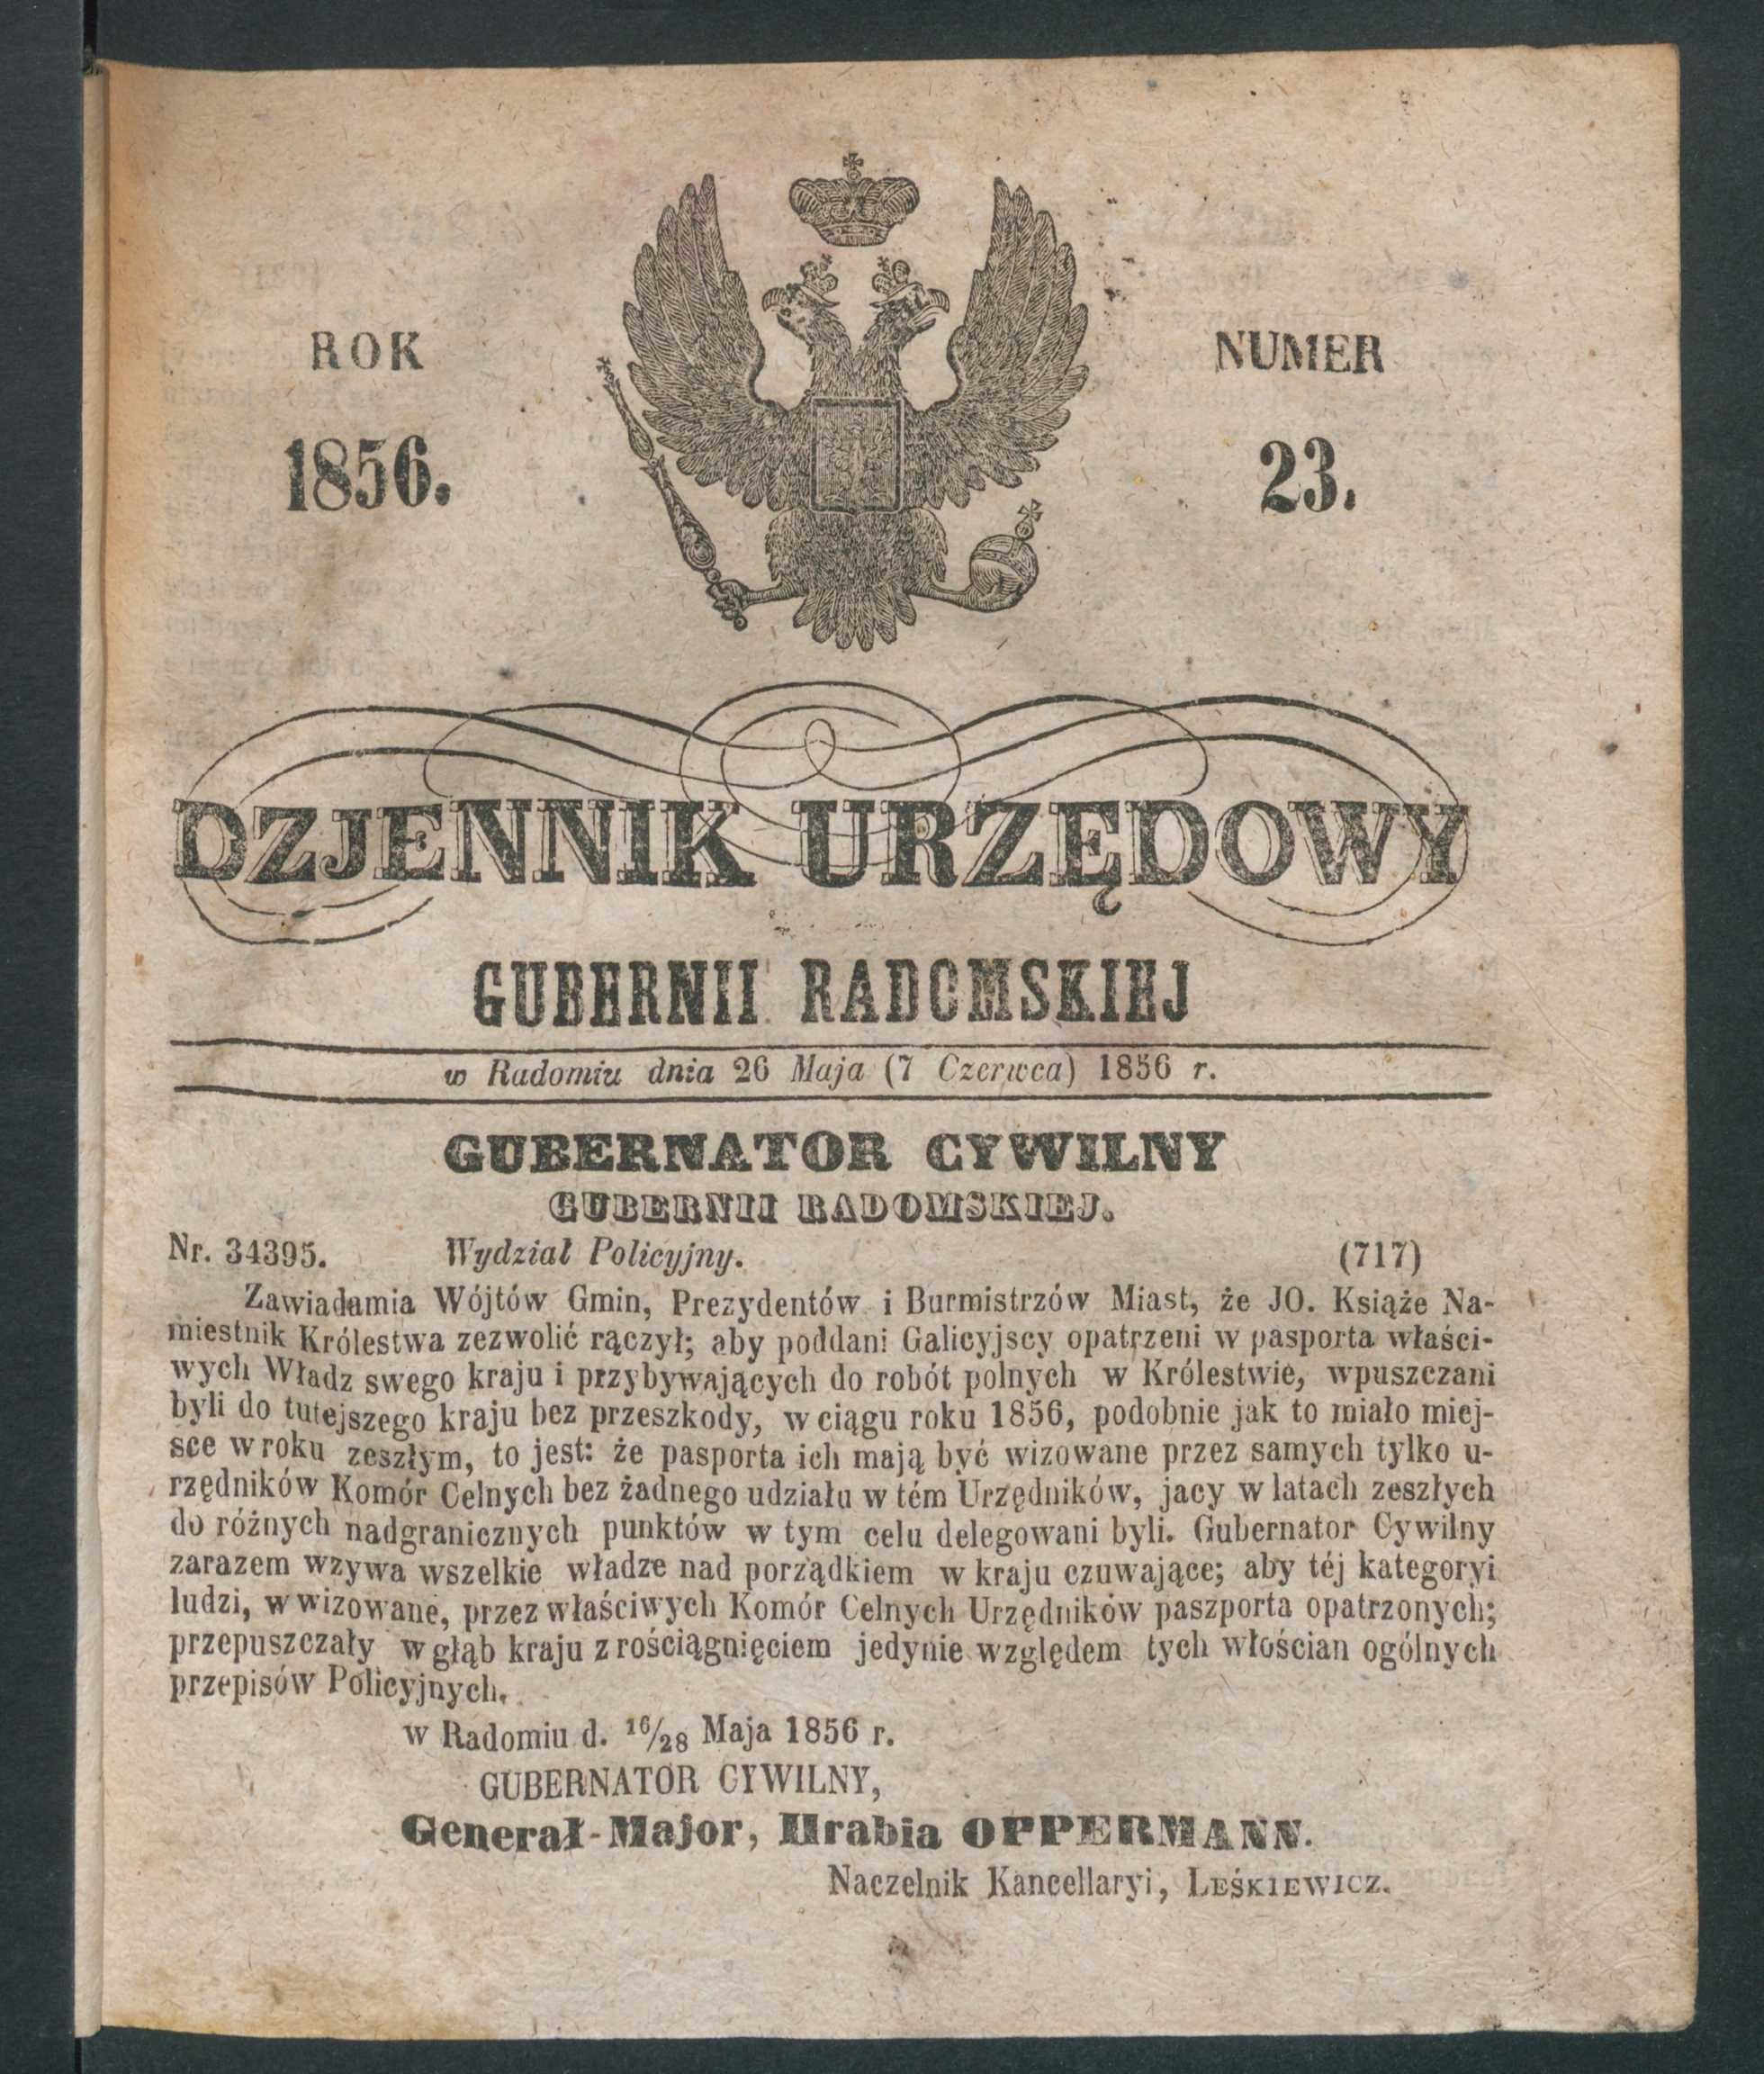 ROK
1856.
NUMER
23.
DZJENNIK URZĘDOWY
GUBERNII RADOMSKIEJ
w Radomiu dnia 26 Maja (7 Czerwca) 1856 r.
GUBERNATOR CYWILNY
GUBERNII RADOMSKIEJ.
Nr. 34395. Wydział Policyjny. (717)
Zawiadamia Wójtów Gmin, Prezydentów i Burmistrzów Miast, że JO. Książe Na-
miestnik Królestwa zezwolić rączył; aby poddani Galicyjscy opatrzeni w pasporta właści-
wych Władz swego kraju i przybywających do robót polnych w Królestwie, wpuszczani
byli do tutejszego kraju bez przeszkody, w ciągu roku 1856, podobnie jak to miało miej-
sce w roku zeszłym, to jest: że pasporta ich mają być wizowane przez samych tylko u-
rzędników Komór Celnych bez żadnego udziału w tém Urzędników, jacy w latach zeszłych
do różnych nadgranicznych punktów w tym celu delegowani byli. Gubernator Cywilny
zarazem wzywa wszelkie władze nad porządkiem w kraju czuwające; aby téj kategoryi
ludzi, w wizowane, przez właściwych Komór Celnych Urzędników paszporta opatrzonych;
przepuszczały w głąb kraju z rościągnięciem jedynie względem tych włościan ogólnych
przepisów Policyjnych.
w Radomiu d. 16/28 Maja 1856 r.
GUBERNATOR CYWILNY,
Generał-Major, Hrabia OPPERMANN.
Naczelnik Kancellaryi, LEŚKIEWICZ.